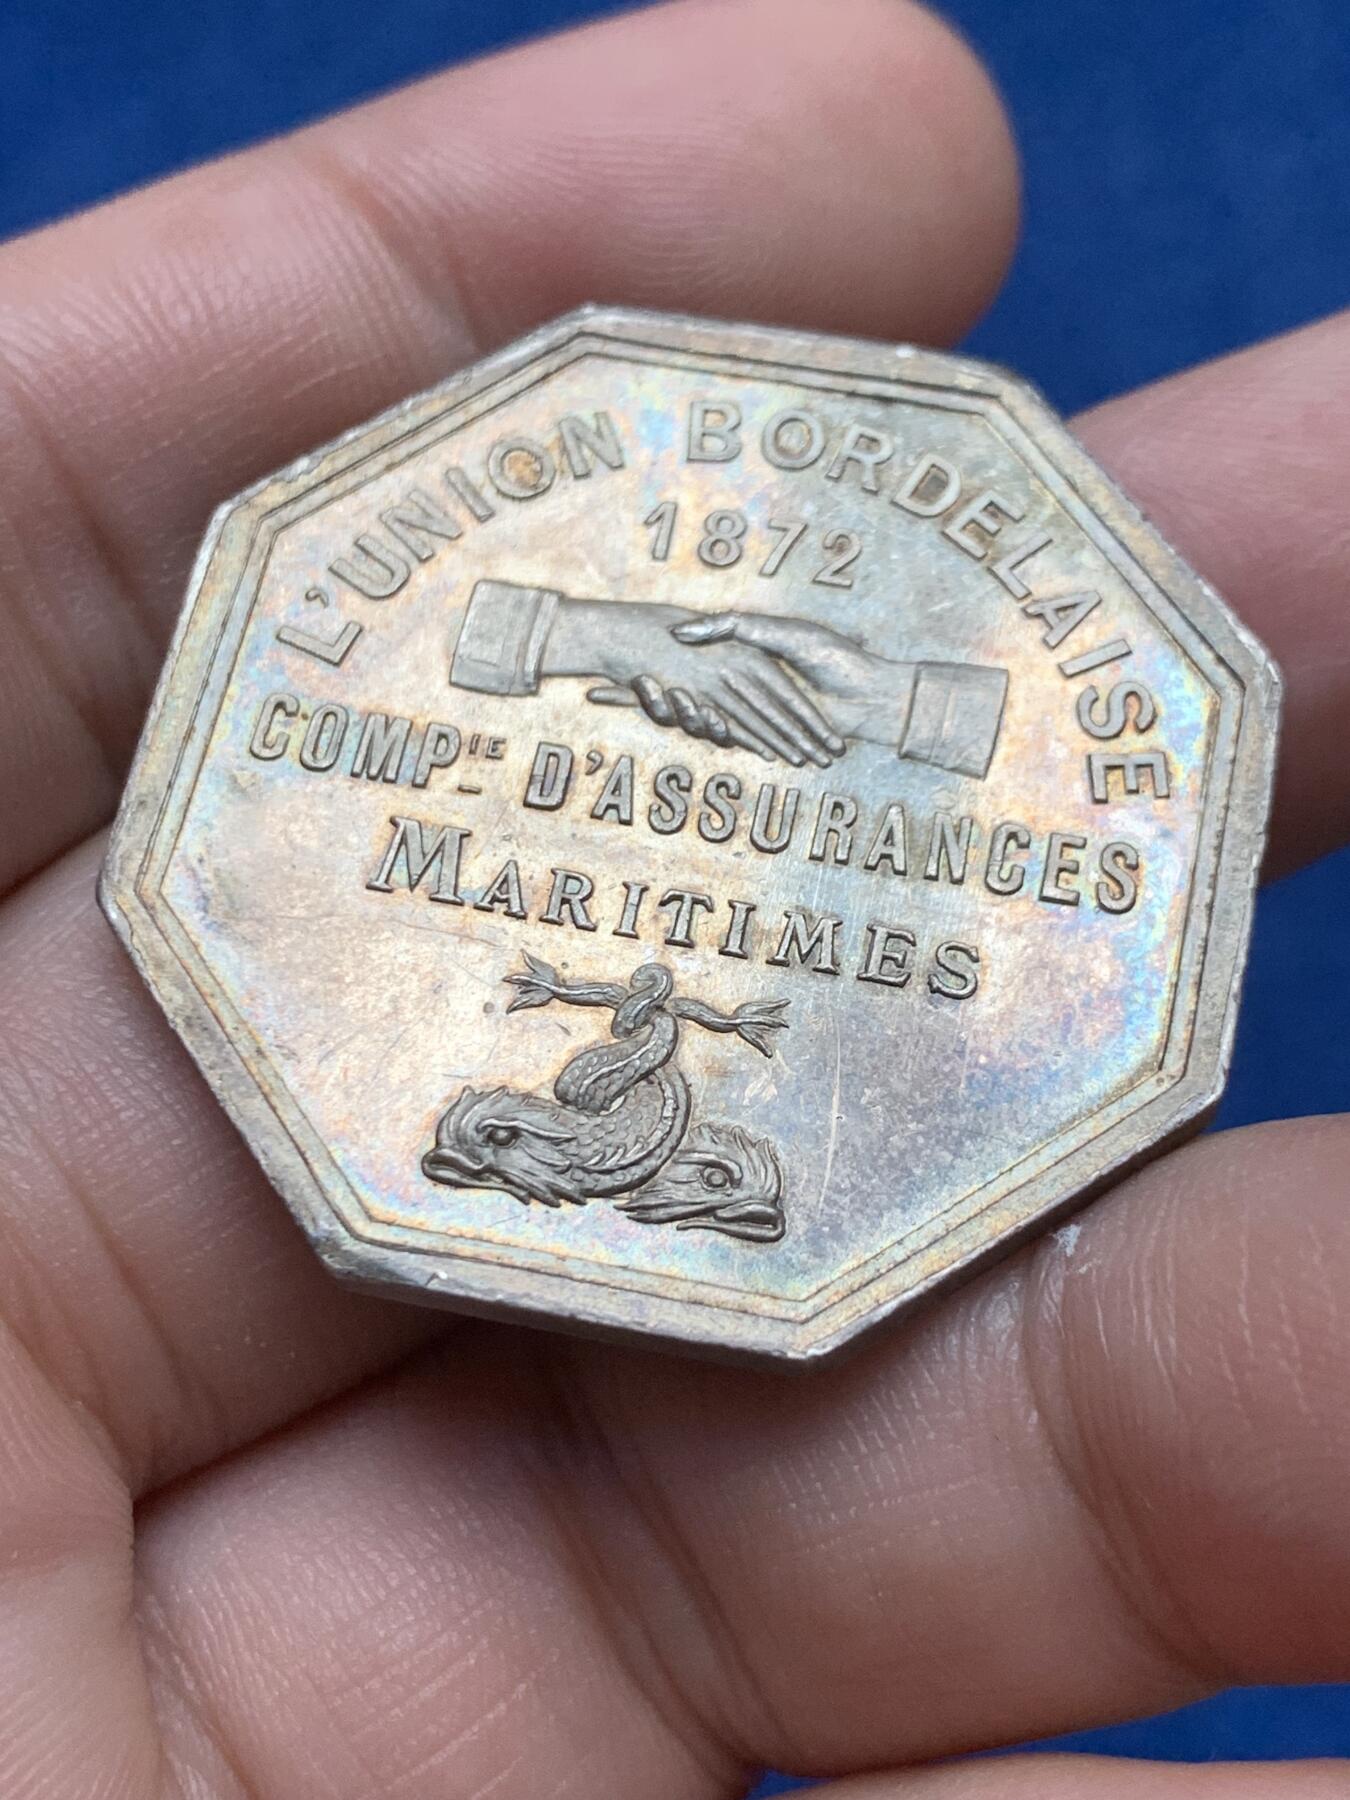 L'UNION BORDELAISE
1872
COMPIE D'ASSURANCES
MARITIMES